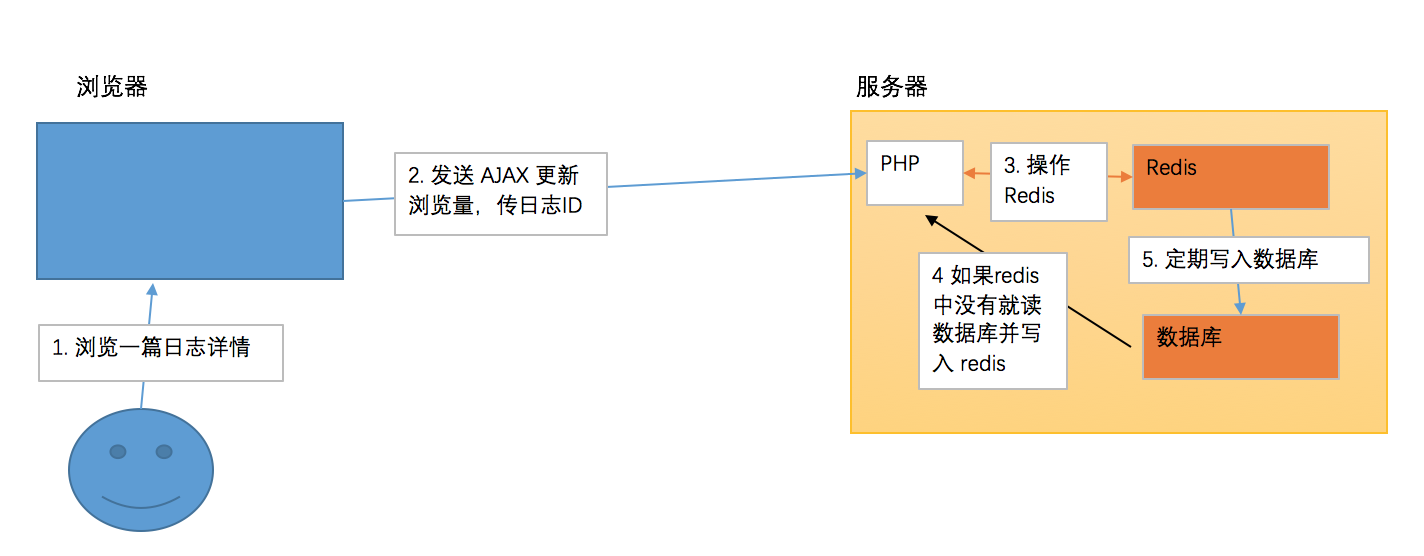 浏览器
服务器
2. 发送 AJAX 更新
浏览量，传日志ID
PHP
3. 操作
Redis
Redis
5. 定期写入数据库
4 如果redis
中没有就读
数据库并写
入 redis
数据库
1. 浏览一篇日志详情